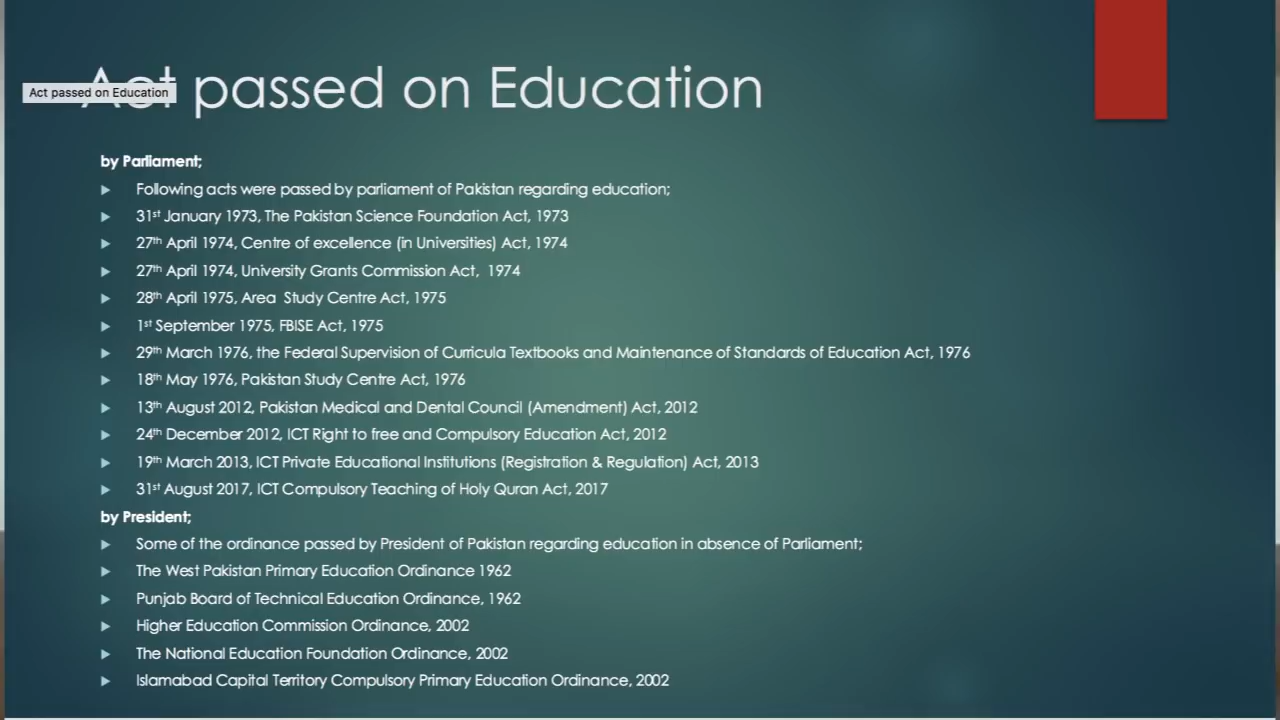 Act passed on Education
Act passed on Education
by Parliament;
Following acts were passed by parliament of Pakistan regarding education;
31st January 1973, The Pakistan Science Foundation Act, 1973
27th April 1974, Centre of excellence (in Universities) Act, 1974
27th April 1974, University Grants Commission Act, 1974
28th April 1975, Area Study Centre Act, 1975
1st September 1975, FBISE Act, 1975
29th March 1976, the Federal Supervision of Curricula Textbooks and Maintenance of Standards of Education Act, 1976
18th May 1976, Pakistan Study Centre Act, 1976
13th August 2012, Pakistan Medical and Dental Council (Amendment) Act, 2012
24th December 2012, ICT Right to free and Compulsory Education Act, 2012
19th March 2013, ICT Private Educational Institutions (Registration & Regulation) Act, 2013
31st August 2017, ICT Compulsory Teaching of Holy Quran Act, 2017
by President;
Some of the ordinance passed by President of Pakistan regarding education in absence of Parliament;
The West Pakistan Primary Education Ordinance 1962
Punjab Board of Technical Education Ordinance, 1962
Higher Education Commission Ordinance, 2002
The National Education Foundation Ordinance, 2002
Islamabad Capital Territory Compulsory Primary Education Ordinance, 2002